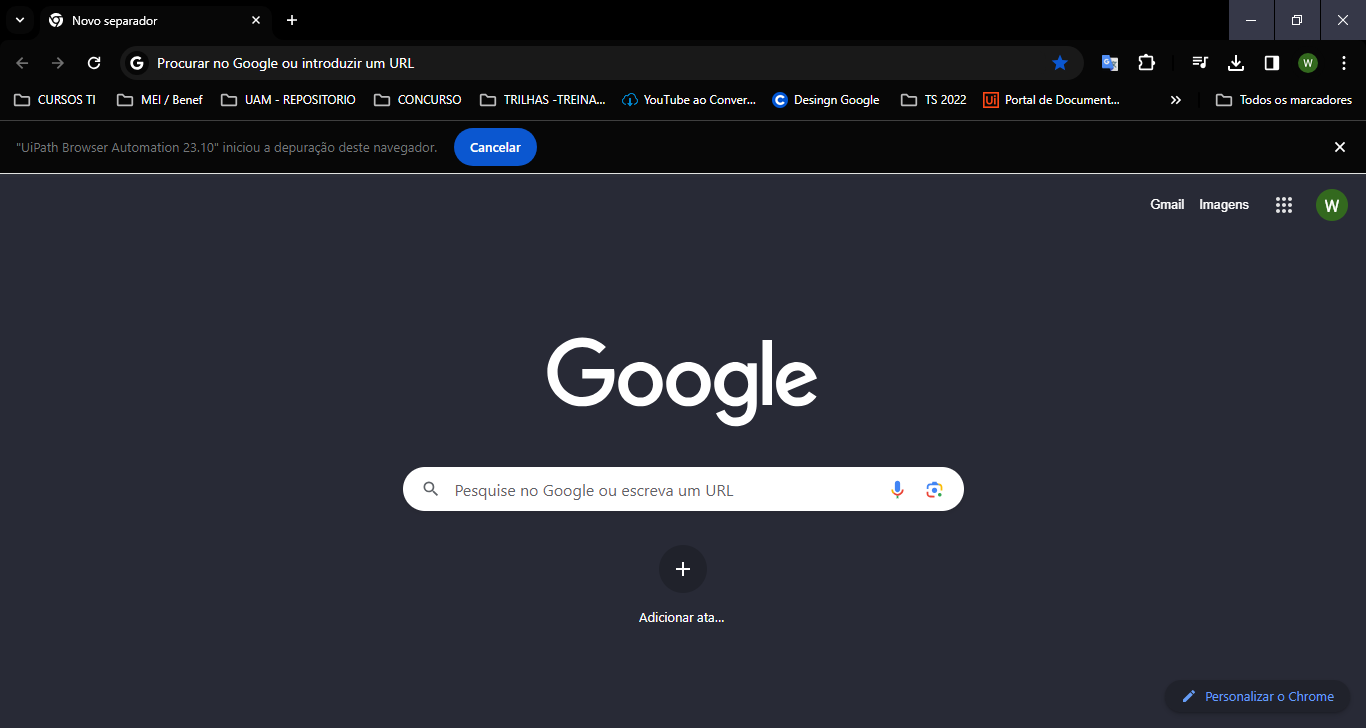 Novo separador
Procurar no Google ou introduzir um URL
W
CURSOS TI
MEI / Benef
UAM - REPOSITORIO
CONCURSO
TRILHAS -TREINA...
YouTube ao Conver...
Desingn Google
TS 2022
Ui
Portal de Document...
Todos os marcadores
"UiPath Browser Automation 23.10" iniciou a depuração deste navegador.
Cancelar
Gmail
Imagens
W
Google
Pesquise no Google ou escreva um URL
Adicionar ata...
Personalizar o Chrome